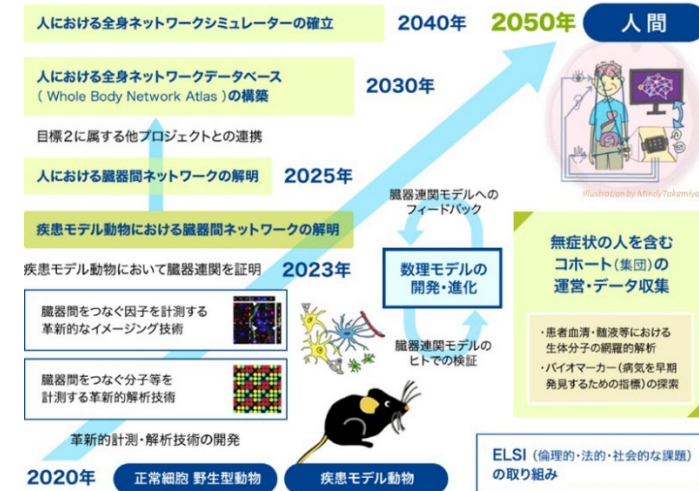 人における全身ネットワークシミュレーターの確立
2040年
2050年
人間
人における全身ネットワークデータベース
( Whole Body Network Atlas )の構築
2030年
目標2に属する他プロジェクトとの連携
人における臓器間ネットワークの解明
2025年
Illustration by MindyTakamiya
臓器連関モデルへの
フィードバック
疾患モデル動物における臓器間ネットワークの解明
疾患モデル動物において臓器連関を証明
2023年
数理モデルの
開発・進化
無症状の人を含む
コホート(集団)の
運営・データ収集
臓器間をつなぐ因子を計測する
革新的なイメージング技術
臓器連関モデルの
ヒトでの検証
・患者血清・髄液等における
生体分子の網羅的解析
・バイオマーカー(病気を早期
発見するための指標)の探索
臓器間をつなぐ分子等を
計測する革新的解析技術
革新的計測・解析技術の開発
ELSI (倫理的・法的・社会的な課題)
の取り組み
2020年
正常細胞 野生型動物
疾患モデル動物